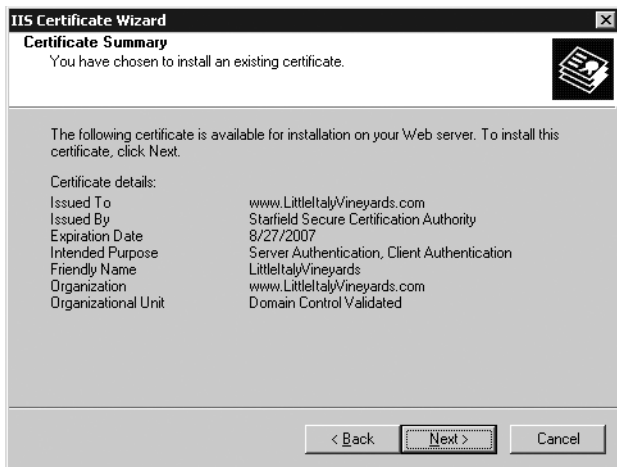 IIS Certificate Wizard
Certificate Summary
You have chosen to install an existing certificate.
The following certificate is available for installation on your Web server. To install this
certificate, click Next.
Certificate details:
Issued To www.LittleItalyVineyards.com
Issued By Starfield Secure Certification Authority
Expiration Date 8/27/2007
Intended Purpose Server Authentication, Client Authentication
Friendly Name LittleItalyVineyards
Organization www.LittleItalyVineyards.com
Organizational Unit Domain Control Validated
< Back Next > Cancel